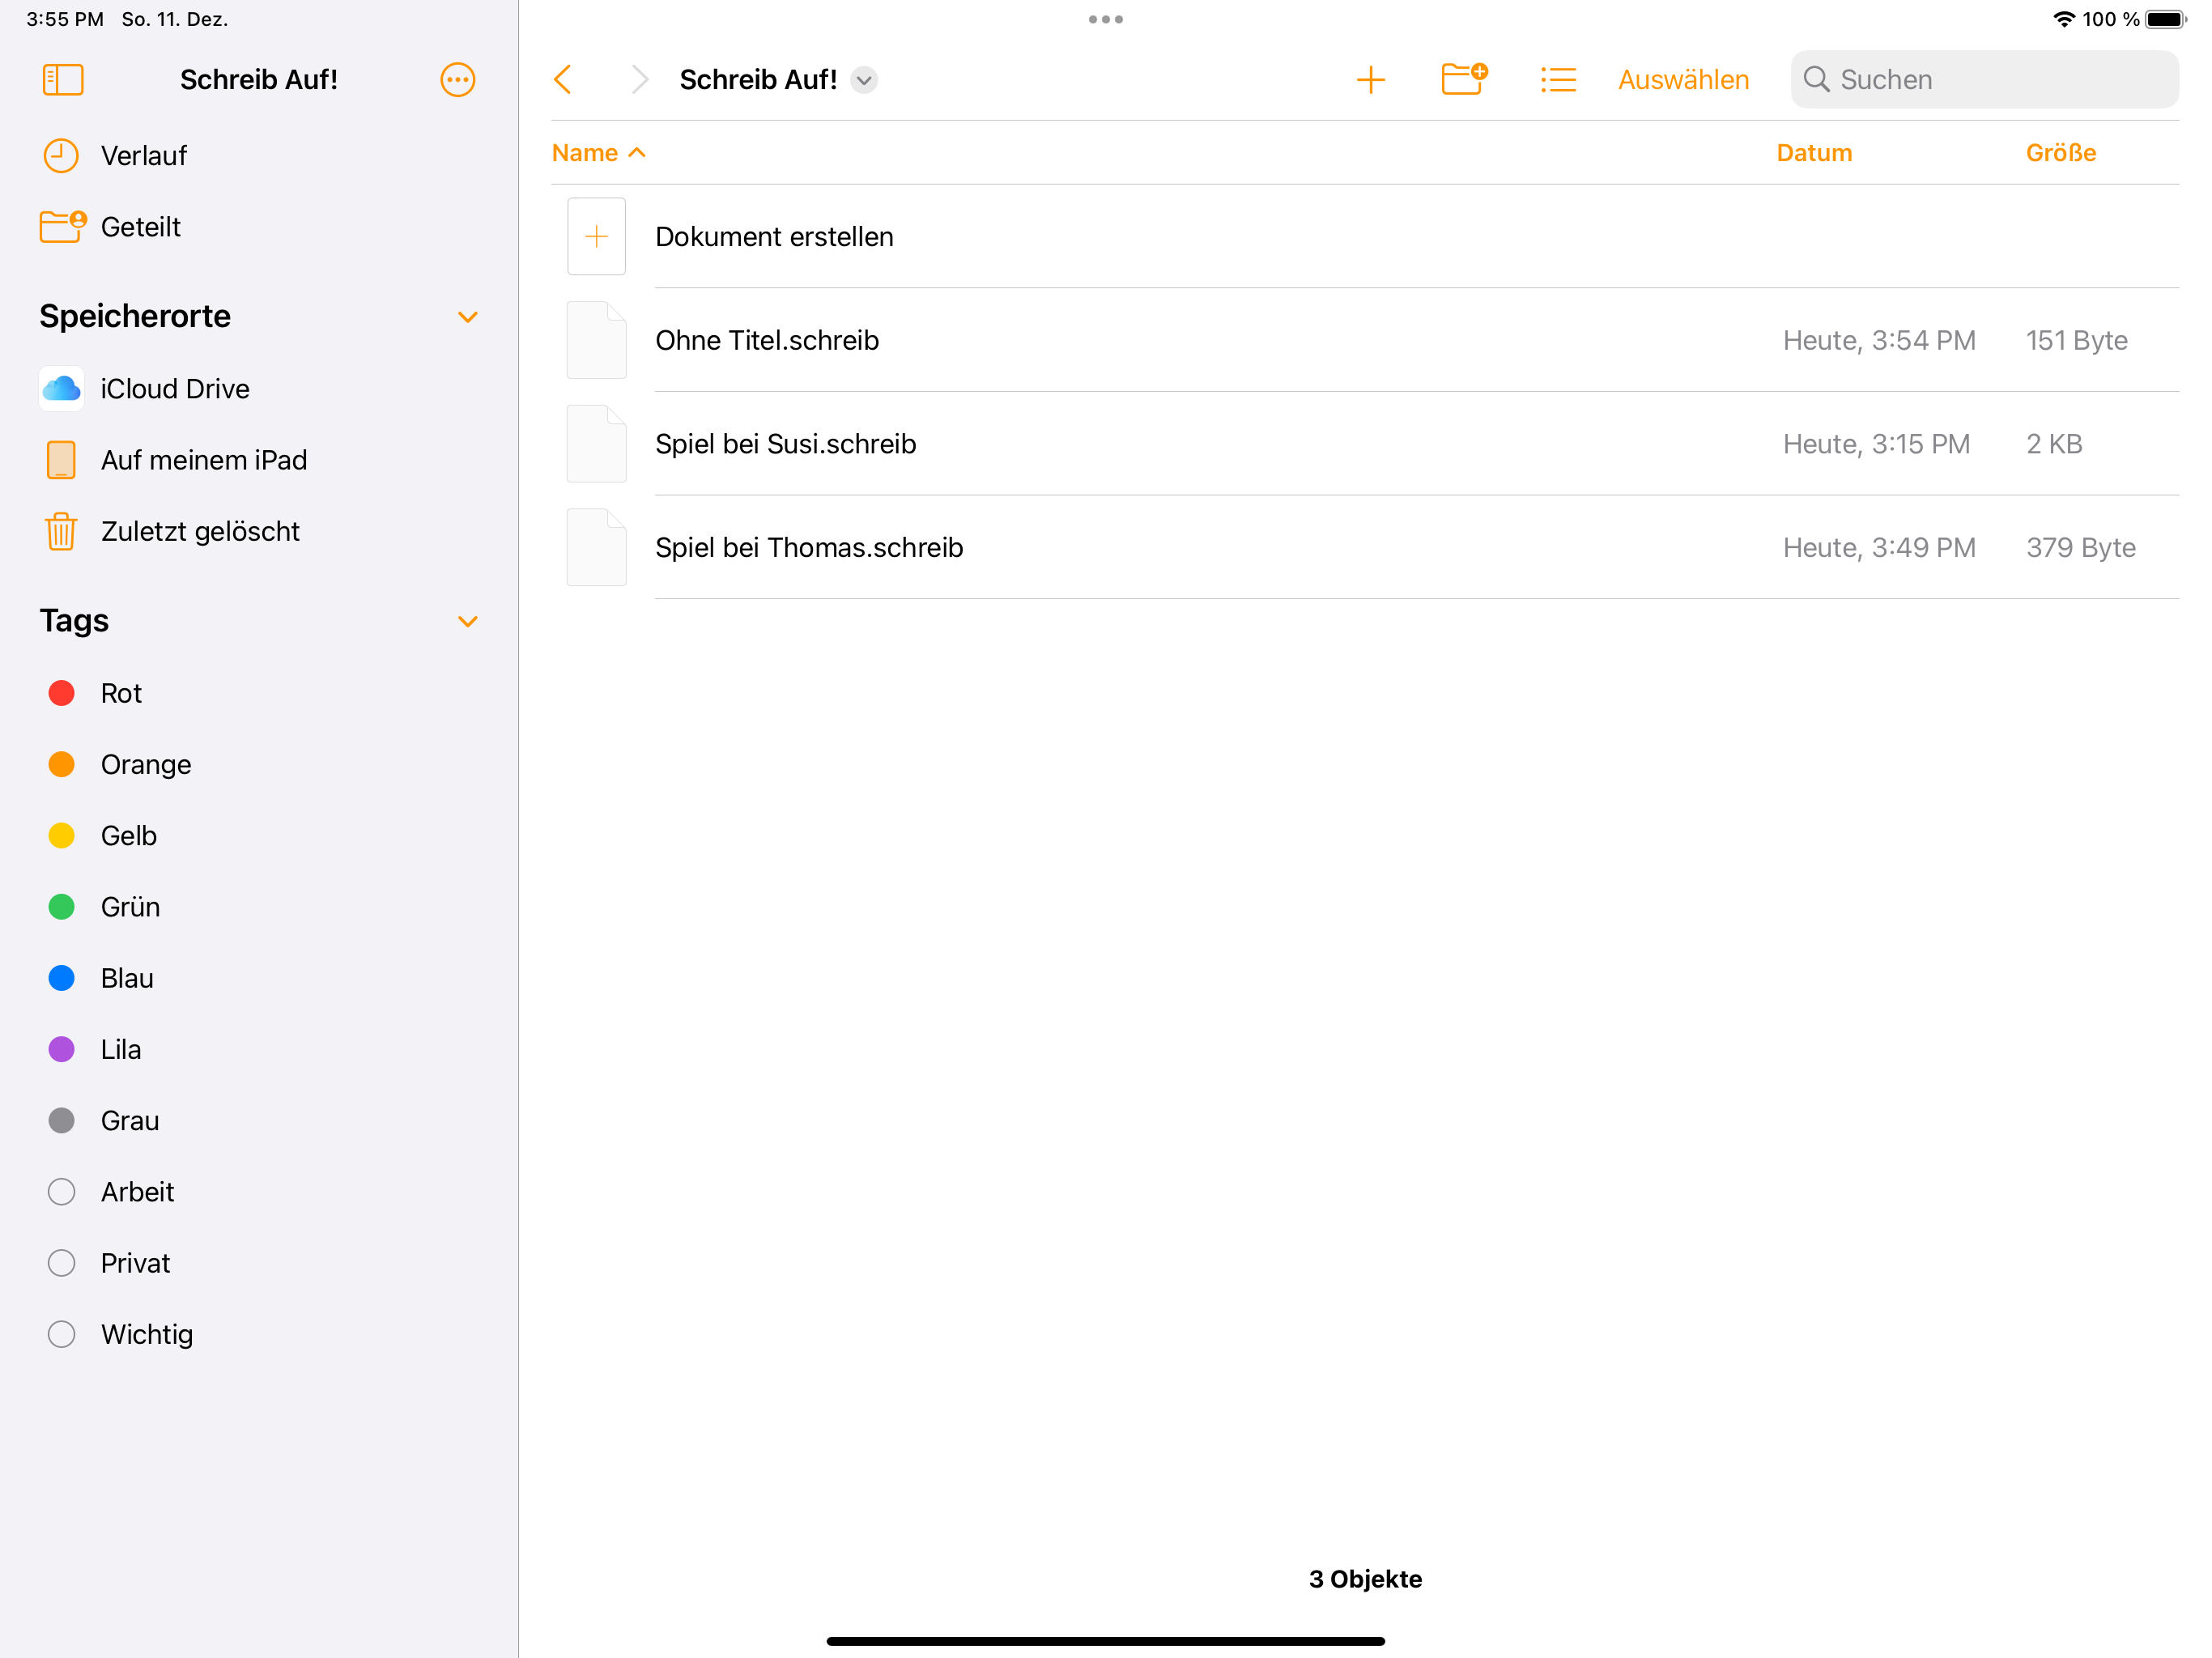 3:55 PM So. 11. Dez.
100 %
Schreib Auf!
Verlauf
Geteilt
Speicherorte
iCloud Drive
Auf meinem iPad
Zuletzt gelöscht
Tags
Rot
Orange
Gelb
Grün
Blau
Lila
Grau
Arbeit
Privat
Wichtig
Schreib Auf!
Auswählen
Suchen
Name Datum Größe
Dokument erstellen
Ohne Titel.schreib Heute, 3:54 PM 151 Byte
Spiel bei Susi.schreib Heute, 3:15 PM 2 KB
Spiel bei Thomas.schreib Heute, 3:49 PM 379 Byte
3 Objekte